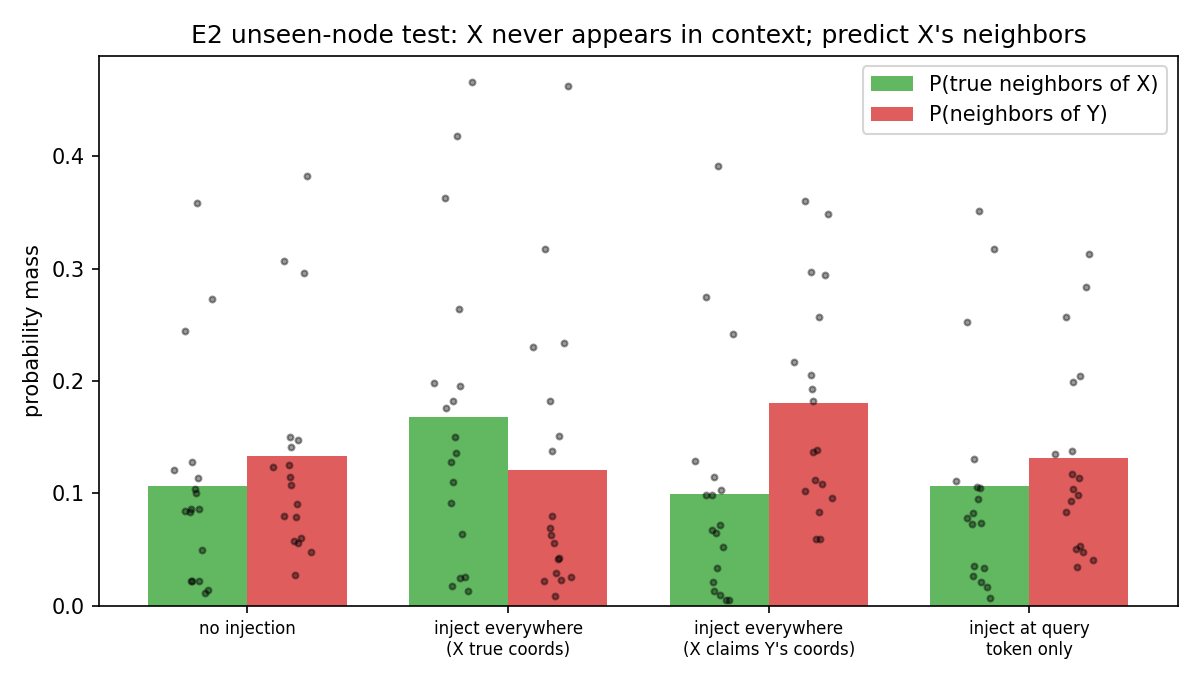 E2 unseen-node test: X never appears in context; predict X's neighbors
P(true neighbors of X)
P(neighbors of Y)
probability mass
0.4
0.3
0.2
0.1
0.0
no injection
inject everywhere
(X true coords)
inject everywhere
(X claims Y's coords)
inject at query
token only